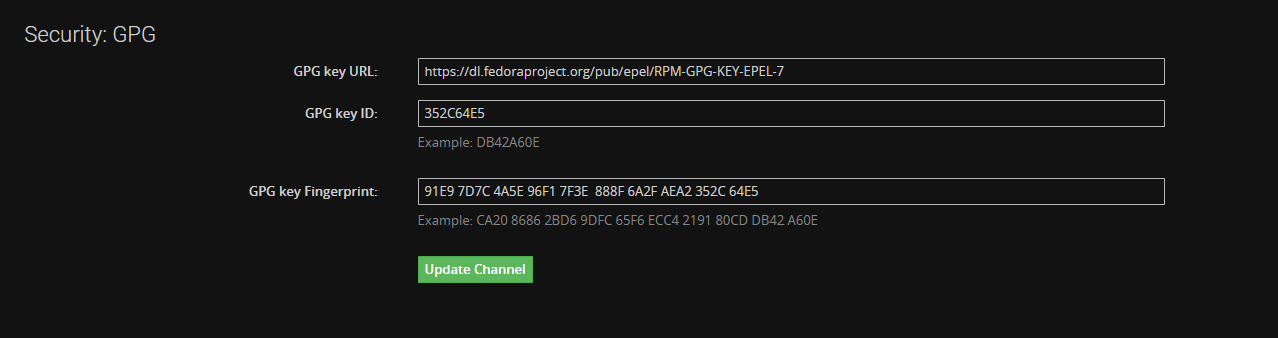 Security: GPG
GPG key URL: https://dl.fedoraproject.org/pub/epel/RPM-GPG-KEY-EPEL-7
GPG key ID: 352C64E5
Example: DB42A60E
GPG key Fingerprint: 91E9 7D7C 4A5E 96F1 7F3E  888F 6A2F AEA2 352C 64E5
Example: CA20 8686 2BD6 9DFC 65F6 ECC4 2191 80CD DB42 A60E
Update Channel